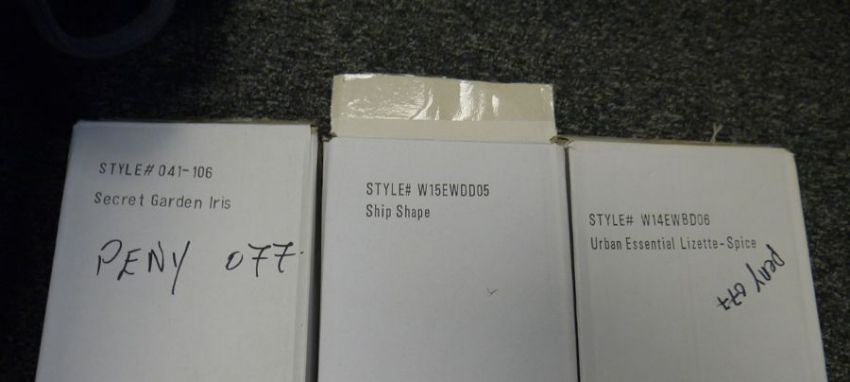 STYLE# 041-106
Secret Garden Iris
PENY 077
STYLE# W15EWDD05
Ship Shape
STYLE# W14EWBD06
Urban Essential Lizette-Spice
PENY 077